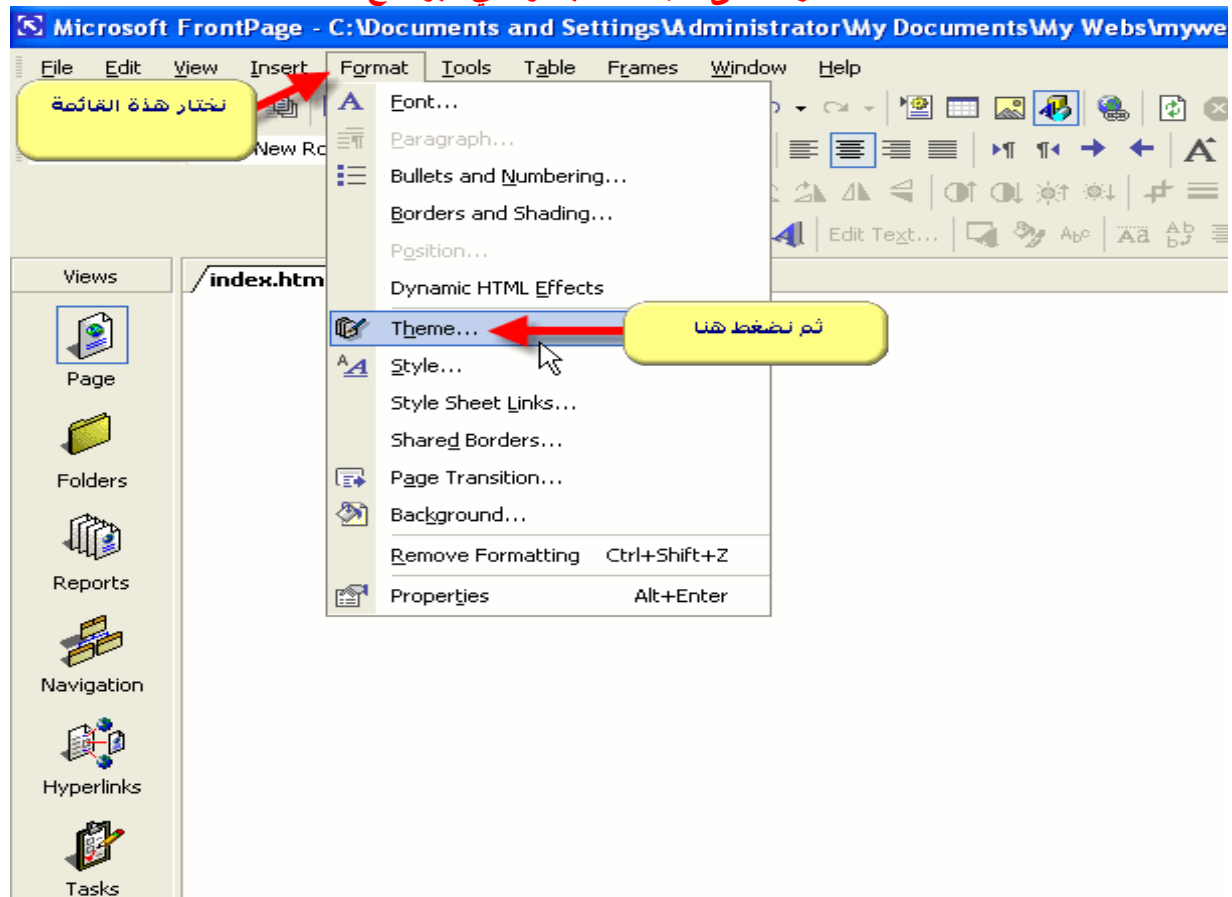 Microsoft FrontPage - C:\Documents and Settings\Administrator\My Documents\My Webs\mywe
File Edit View Insert Format Tools Table Frames Window Help
نختار هذة القائمة
Font...
New
Paragraph...
Bullets and Numbering...
Borders and Shading...
Edit Text...
Position...
Views
index.htm
Dynamic HTML Effects
Theme...
ثم نضغط هنا
Style...
Page
Style Sheet Links...
Shared Borders...
Folders
Page Transition...
Background...
Remove Formatting Ctrl+Shift+Z
Reports
Properties Alt+Enter
Navigation
Hyperlinks
Tasks